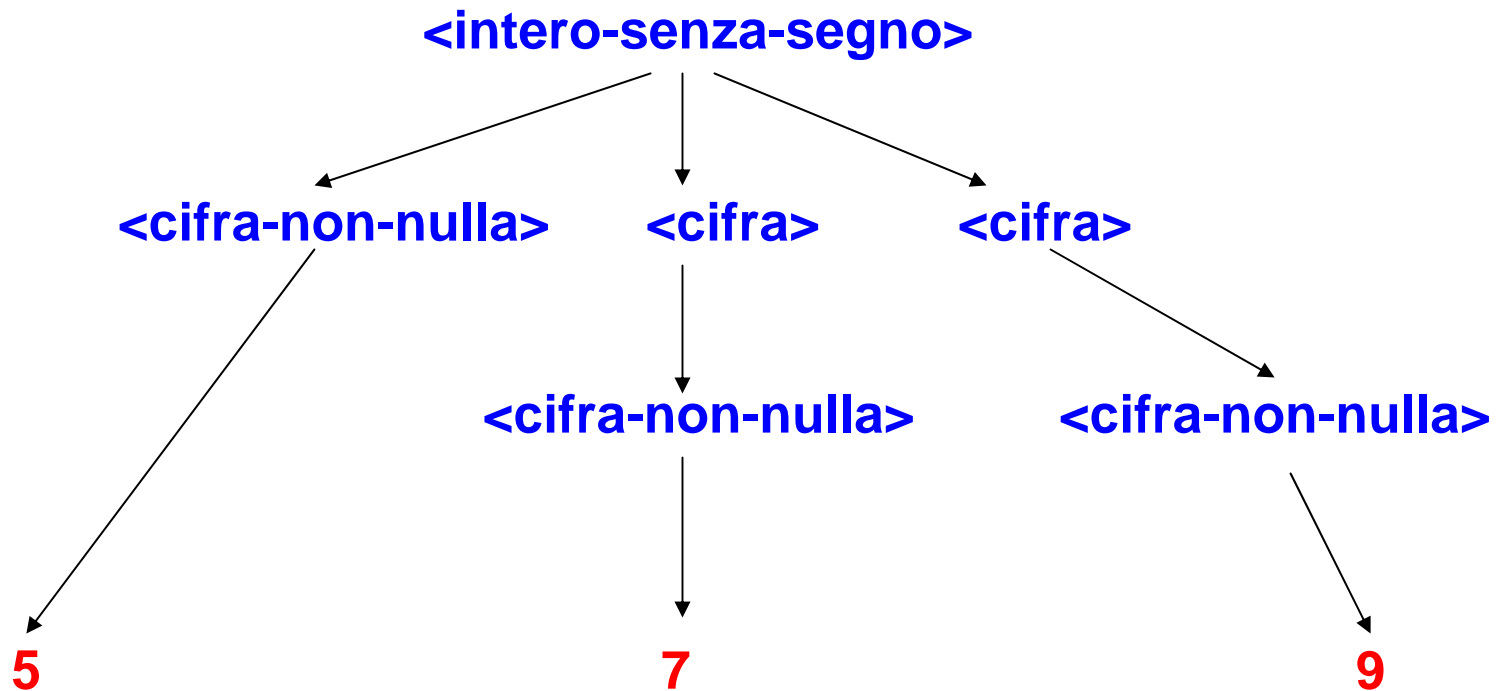 <intero-senza-segno>
<cifra-non-nulla> <cifra> <cifra>
<cifra-non-nulla> <cifra-non-nulla>
5 7 9